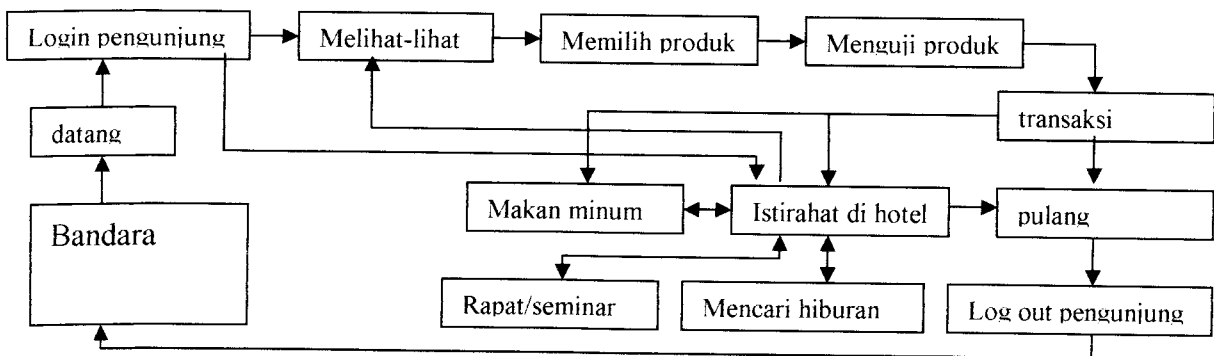 Login pengunjung
Melihat-lihat
Memilih produk
Menguji produk
datang
transaksi
Bandara
Makan minum
Istirahat di hotel
pulang
Rapat/seminar
Mencari hiburan
Log out pengunjung